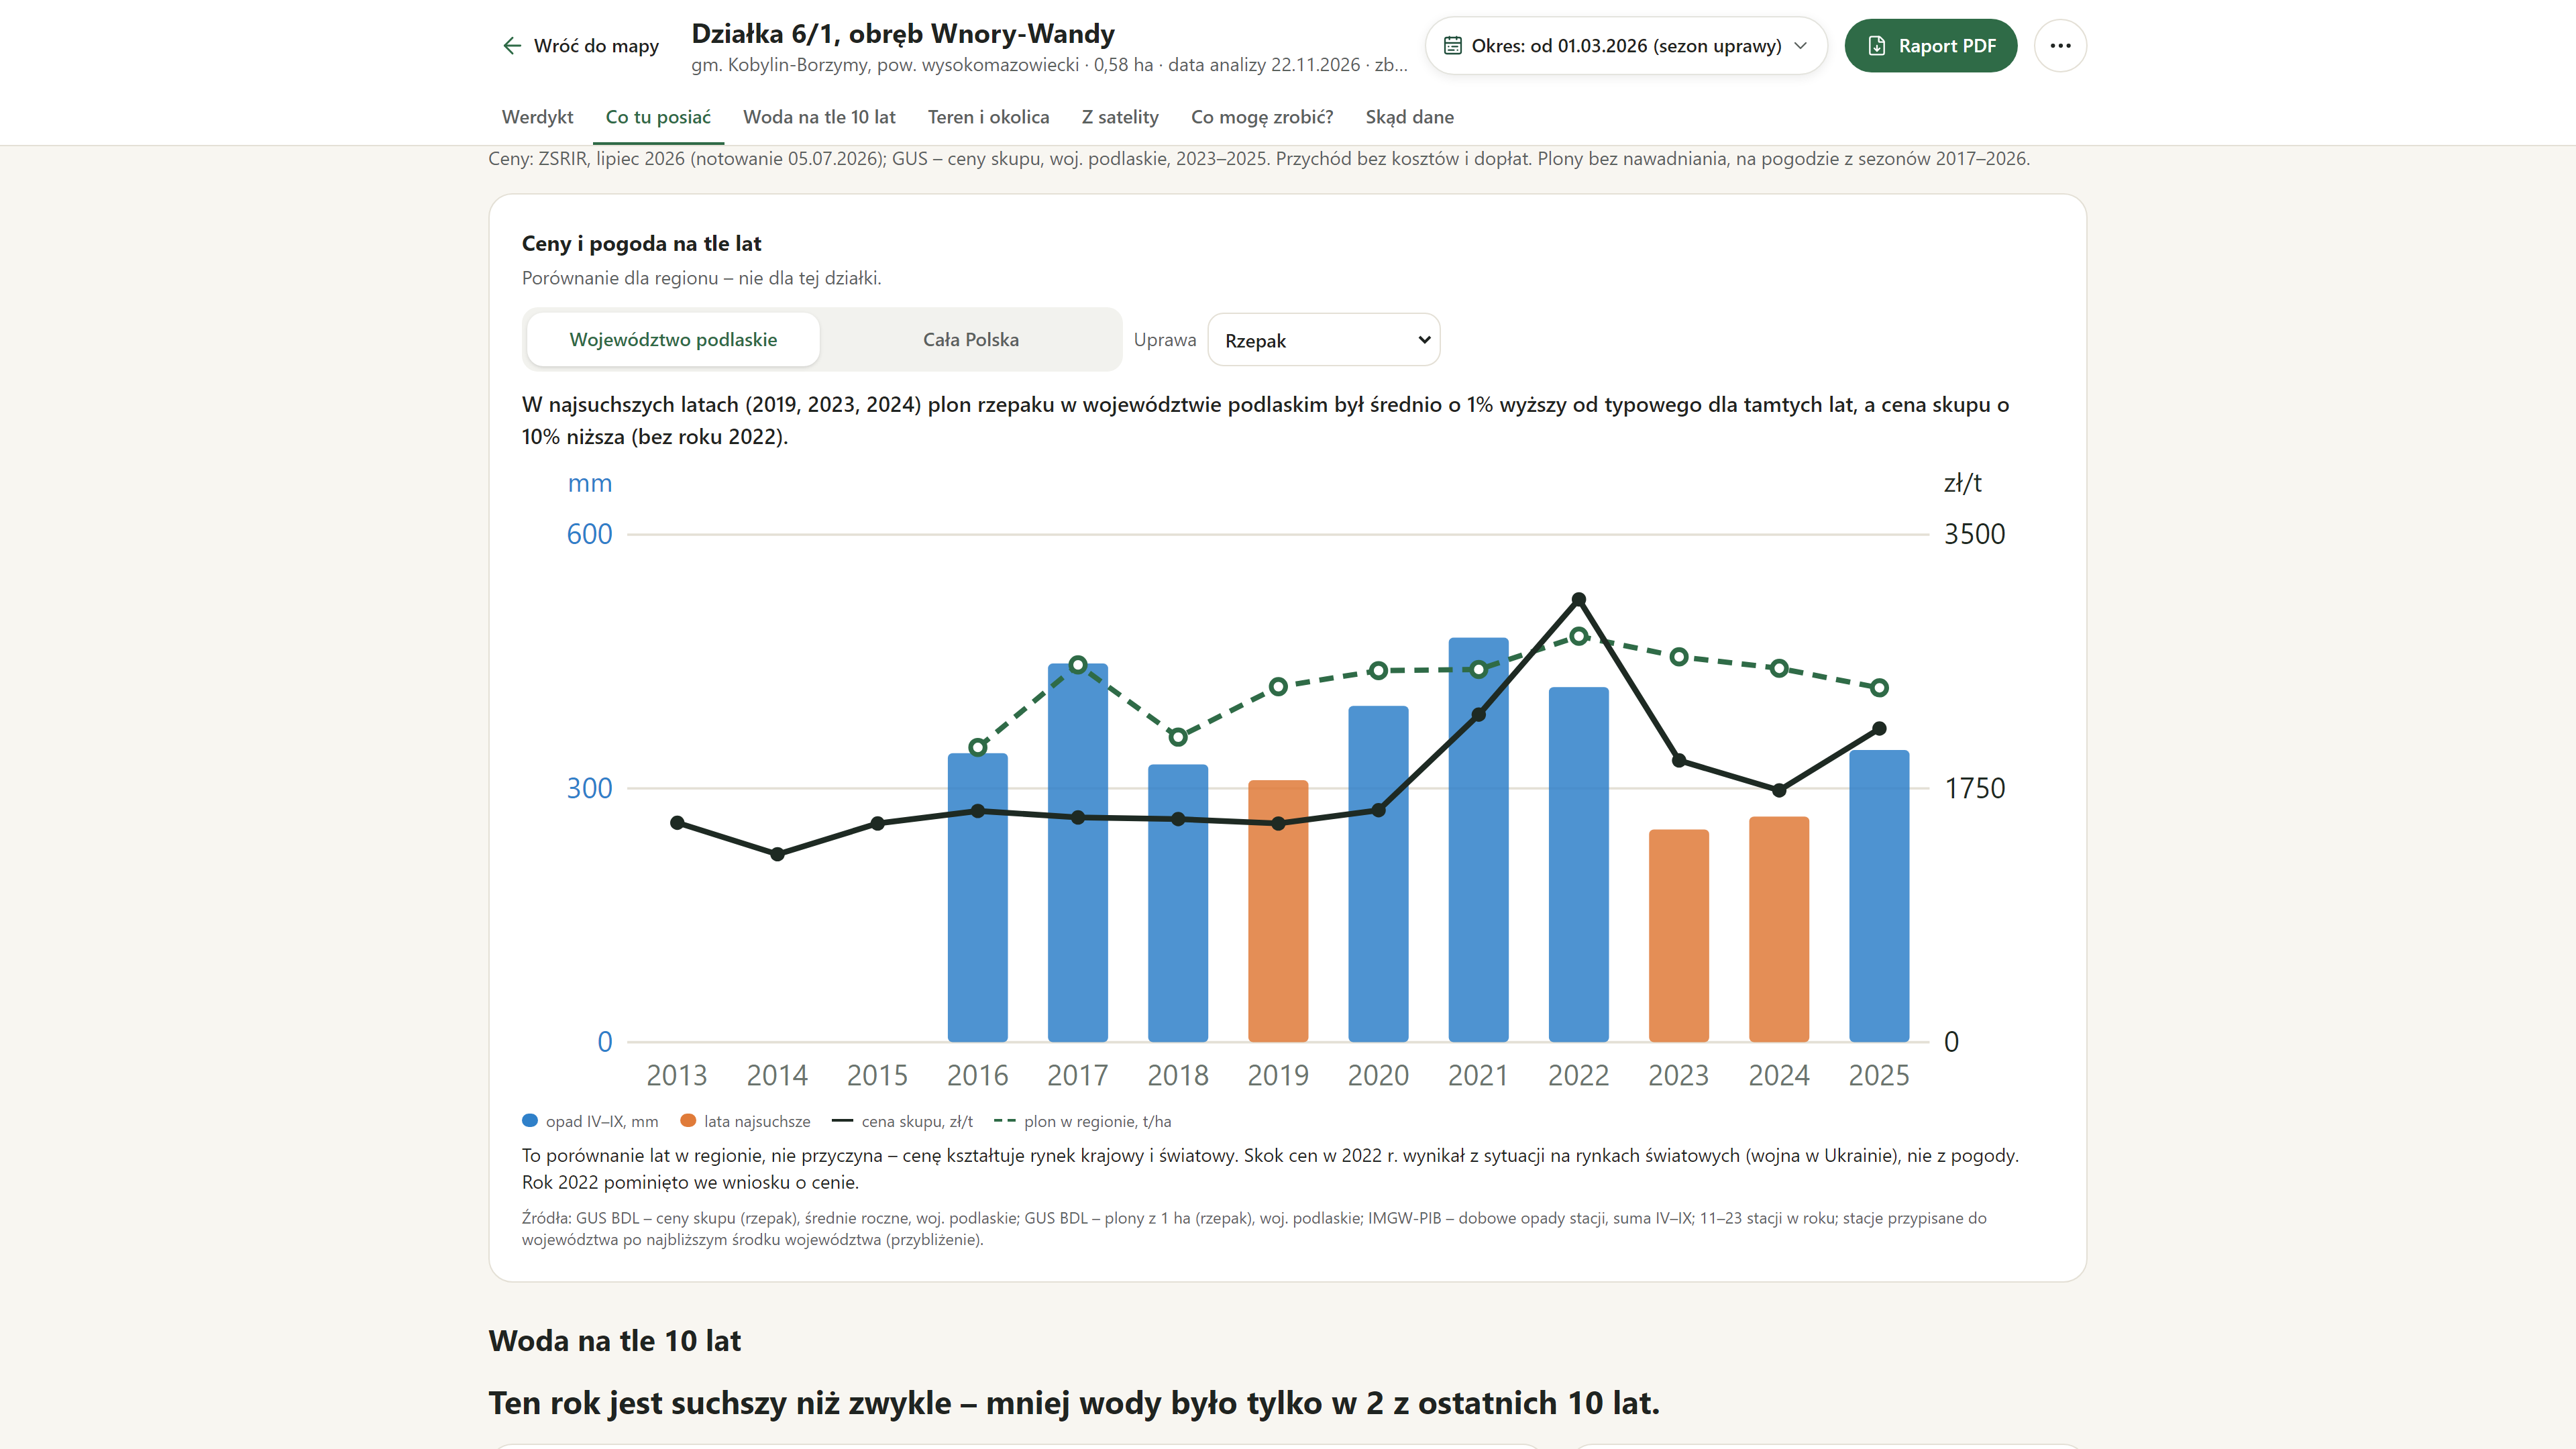 Wróć do mapy
Działka 6/1, obręb Wnory-Wandy
gm. Kobylin-Borzymy, pow. wysokomazowiecki · 0,58 ha · data analizy 22.11.2026 · zb...
Okres: od 01.03.2026 (sezon uprawy)
Raport PDF
Werdykt
Co tu posiać
Woda na tle 10 lat
Teren i okolica
Z satelity
Co mogę zrobić?
Skąd dane
Ceny: ZSRIR, lipiec 2026 (notowanie 05.07.2026); GUS – ceny skupu, woj. podlaskie, 2023–2025. Przychód bez kosztów i dopłat. Plony bez nawadniania, na pogodzie z sezonów 2017–2026.
Ceny i pogoda na tle lat
Porównanie dla regionu – nie dla tej działki.
Województwo podlaskie
Cała Polska
Uprawa
Rzepak
W najsuchszych latach (2019, 2023, 2024) plon rzepaku w województwie podlaskim był średnio o 1% wyższy od typowego dla tamtych lat, a cena skupu o
10% niższa (bez roku 2022).
mm
zł/t
600
3500
300
1750
0
0
2013 2014 2015 2016 2017 2018 2019 2020 2021 2022 2023 2024 2025
opad IV–IX, mm
lata najsuchsze
cena skupu, zł/t
plon w regionie, t/ha
To porównanie lat w regionie, nie przyczyna – cenę kształtuje rynek krajowy i światowy. Skok cen w 2022 r. wynikał z sytuacji na rynkach światowych (wojna w Ukrainie), nie z pogody.
Rok 2022 pominięto we wniosku o cenie.
Źródła: GUS BDL – ceny skupu (rzepak), średnie roczne, woj. podlaskie; GUS BDL – plony z 1 ha (rzepak), woj. podlaskie; IMGW-PIB – dobowe opady stacji, suma IV–IX; 11–23 stacji w roku; stacje przypisane do
województwa po najbliższym środku województwa (przybliżenie).
Woda na tle 10 lat
Ten rok jest suchszy niż zwykle – mniej wody było tylko w 2 z ostatnich 10 lat.